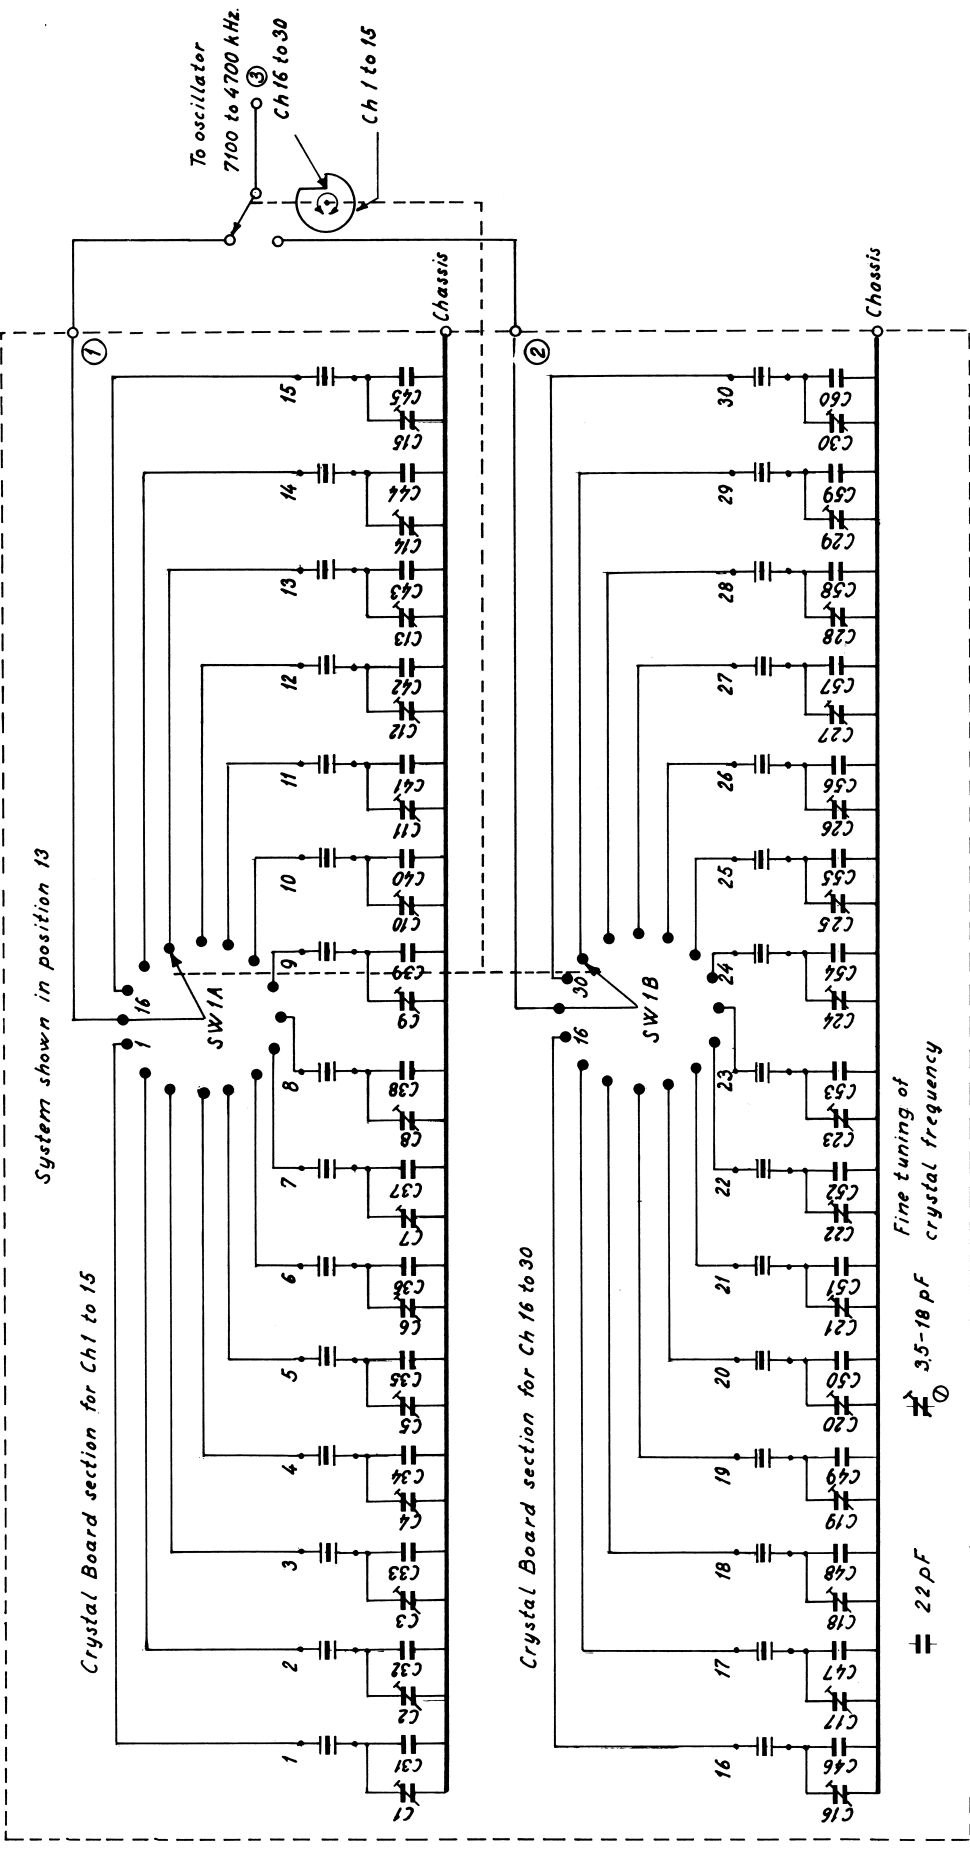 System shown in position 13
To oscillator
7100 to 4700 kHz.
3
Ch 16 to 30
Ch 1 to 15
Crystal Board section for Ch 1 to 15
1
1
16
SW 1A
1
2
3
4
5
6
7
8
9
10
11
12
13
14
15
C31
C32
C33
C34
C35
C36
C37
C38
C39
C40
C41
C42
C43
C44
C45
C1
C2
C3
C4
C5
C6
C7
C8
C9
C10
C11
C12
C13
C14
C15
Chassis
Crystal Board section for Ch 16 to 30
2
16
30
SW 1B
16
17
18
19
20
21
22
23
24
25
26
27
28
29
30
C46
C47
C48
C49
C50
C51
C52
C53
C54
C55
C56
C57
C58
C59
C60
C16
C17
C18
C19
C20
C21
C22
C23
C24
C25
C26
C27
C28
C29
C30
Chassis
22 pF
3,5-18 pF
Fine tuning of
crystal frequency